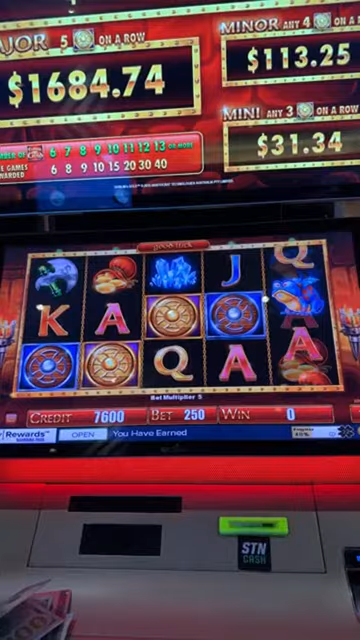 MINOR ANY 4 ON A ROW
JOR 5 ON A ROW
$113.25
$1684.74
MINI ANY 3 ON A ROW
$31.34
6 7 8 9 10 11 12 13 OR MORE
6 8 9 10 15 20 30 40
GOOD LUCK
J
Q
K
A
A
Q
A
Bet Multiplier 5
CREDIT 7600 BET 250 WIN 0
Rewards
OPEN
You Have Earned
STN
CASH